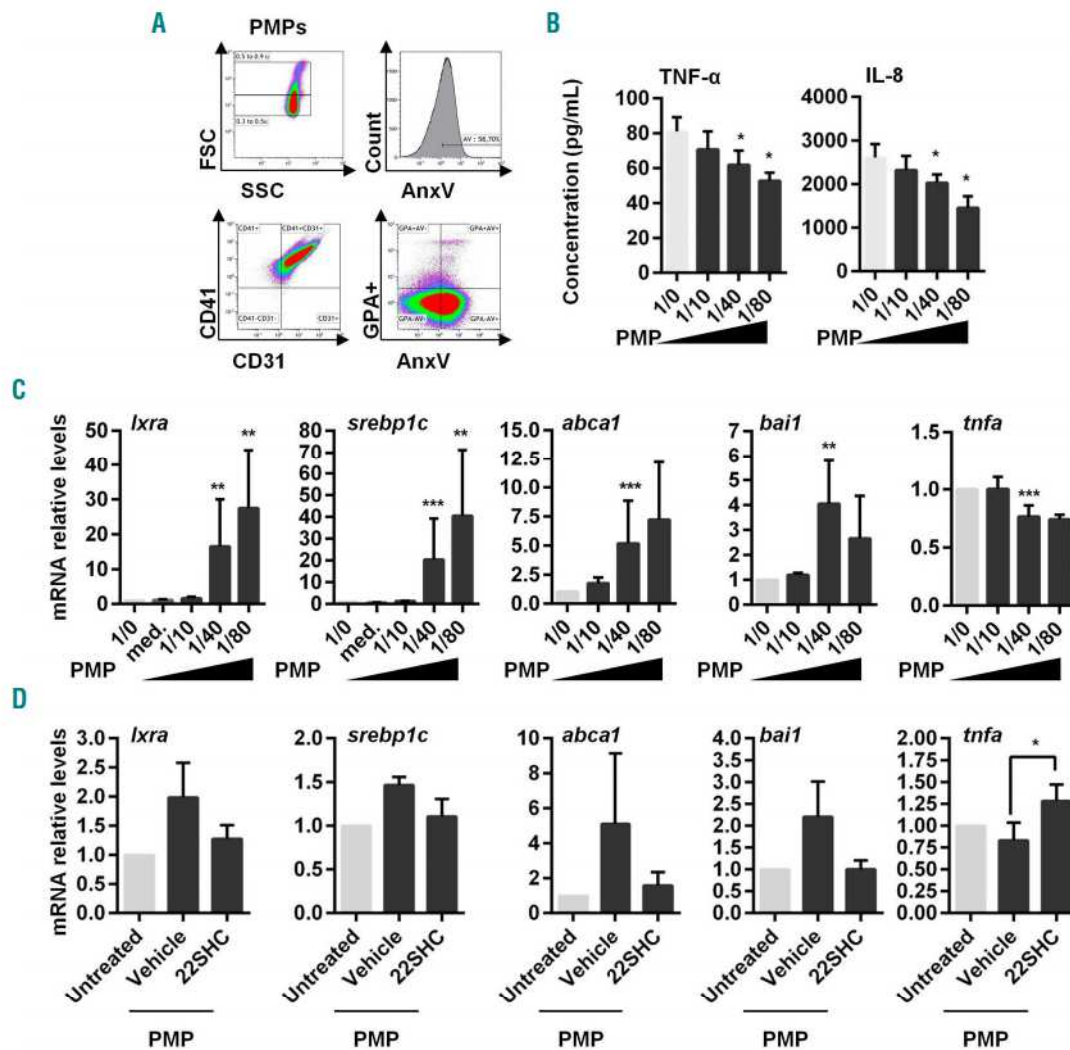 A
PMPs
0.5 to 0.9 u
FSC
SSC
Count
AV : 58,70%
AnxV
CD41+
CD41+CD31+
CD41-CD31-
CD31+
CD41
CD31
GPA+AV-
GPA+AV+
GPA-AV-
GPA-AV+
GPA+
AnxV
B
TNF-α
IL-8
Concentration (pg/mL)
100
80
60
40
20
0
4000
3000
2000
1000
0
* *
* *
1/0 1/10 1/40 1/80
1/0 1/10 1/40 1/80
PMP
PMP
C
lxra
srebp1c
abca1
bai1
tnfa
mRNA relative levels
50
40
30
20
10
0
80
70
60
50
40
30
20
10
0
15.0
12.5
10.0
7.5
5.0
2.5
0.0
7
6
5
4
3
2
1
0
1.5
1.0
0.5
0.0
** **
*** **
***
**
***
1/0 med. 1/10 1/40 1/80
1/0 med. 1/10 1/40 1/80
1/0 1/10 1/40 1/80
1/0 1/10 1/40 1/80
1/0 1/10 1/40 1/80
PMP
PMP
PMP
PMP
PMP
D
lxra
srebp1c
abca1
bai1
tnfa
mRNA relative levels
3.0
2.5
2.0
1.5
1.0
0.5
0.0
2.0
1.5
1.0
0.5
0.0
10
8
6
4
2
0
4.0
3.5
3.0
2.5
2.0
1.5
1.0
0.5
0.0
2.00
1.75
1.50
1.25
1.00
0.75
0.50
0.25
0.00
*
Untreated Vehicle 22SHC
Untreated Vehicle 22SHC
Untreated Vehicle 22SHC
Untreated Vehicle 22SHC
Untreated Vehicle 22SHC
PMP
PMP
PMP
PMP
PMP